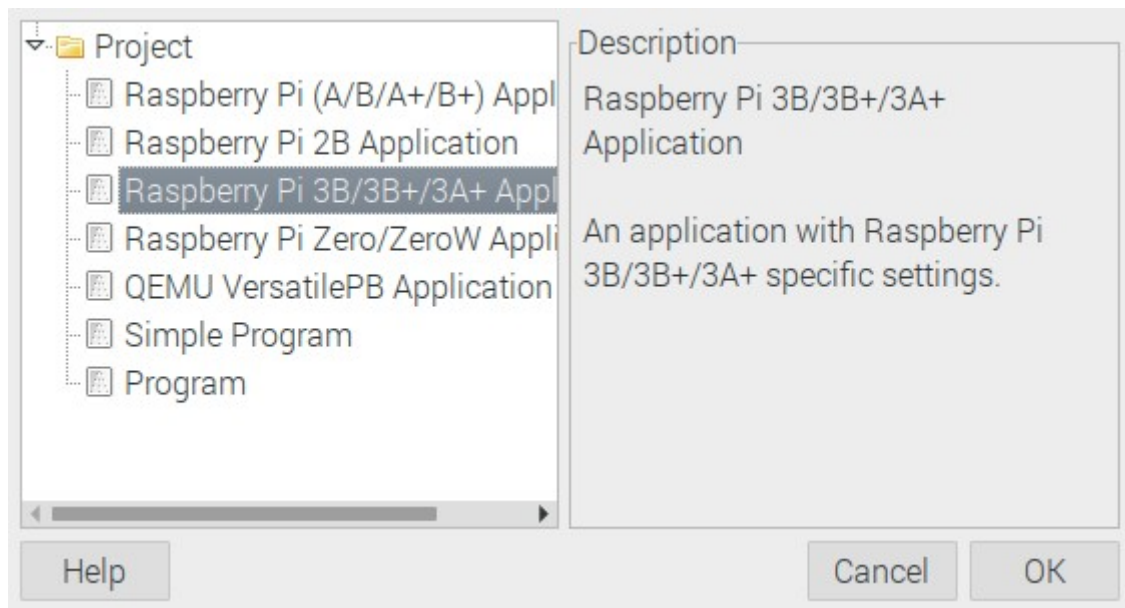 Project
Raspberry Pi (A/B/A+/B+) Appl
Raspberry Pi 2B Application
Raspberry Pi 3B/3B+/3A+ Appl
Raspberry Pi Zero/ZeroW Appli
QEMU VersatilePB Application
Simple Program
Program
Description
Raspberry Pi 3B/3B+/3A+
Application
An application with Raspberry Pi
3B/3B+/3A+ specific settings.
Help
Cancel
OK